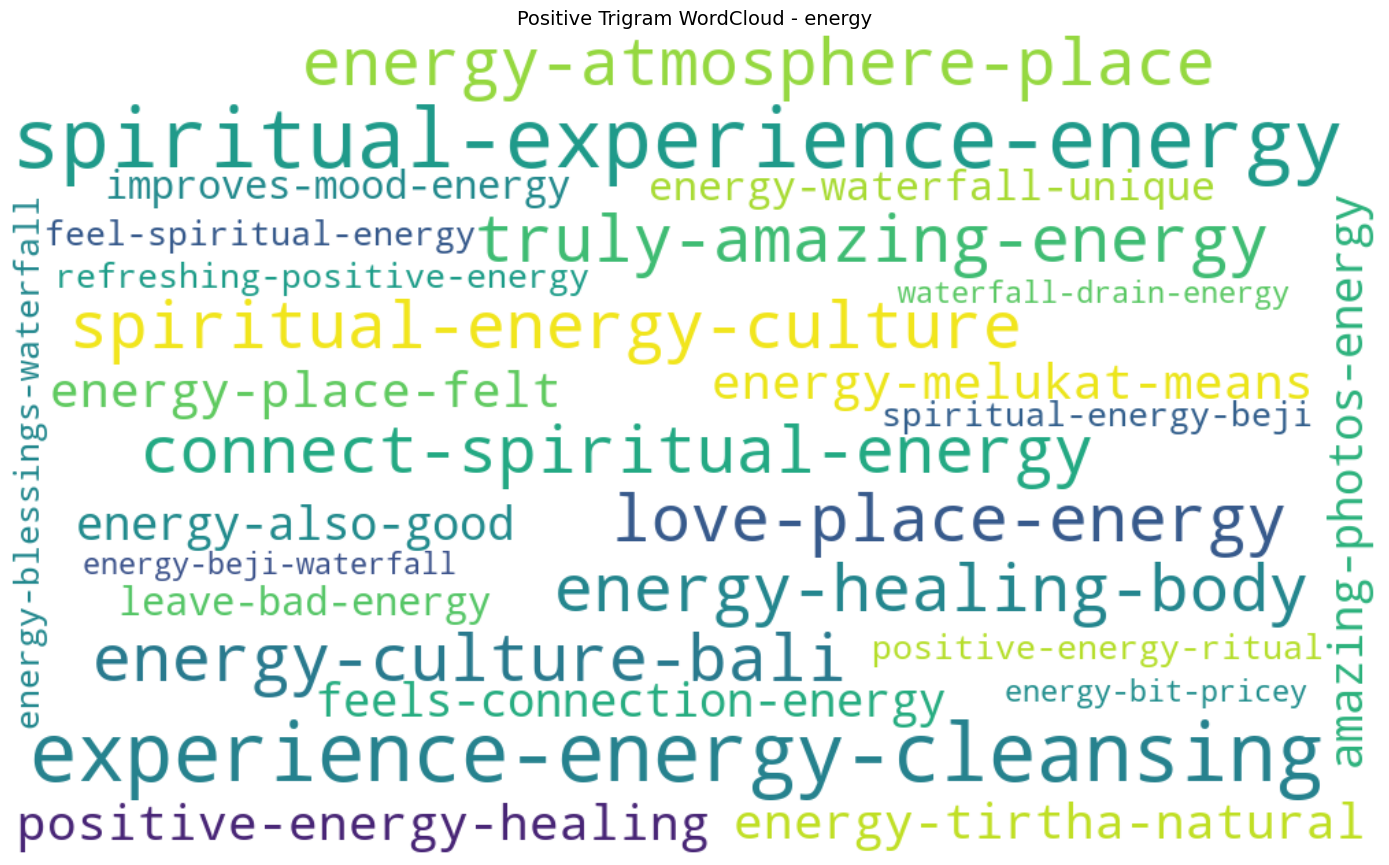 Positive Trigram WordCloud - energy
energy-atmosphere-place
spiritual-experience-energy
improves-mood-energy
energy-waterfall-unique
feel-spiritual-energy
truly-amazing-energy
refreshing-positive-energy
waterfall-drain-energy
spiritual-energy-culture
energy-place-felt
energy-melukat-means
spiritual-energy-beji
connect-spiritual-energy
energy-also-good
love-place-energy
energy-beji-waterfall
energy-healing-body
leave-bad-energy
energy-culture-bali
positive-energy-ritual
feels-connection-energy
energy-bit-pricey
experience-energy-cleansing
positive-energy-healing
energy-tirtha-natural
energy-blessings-waterfall
amazing-photos-energy